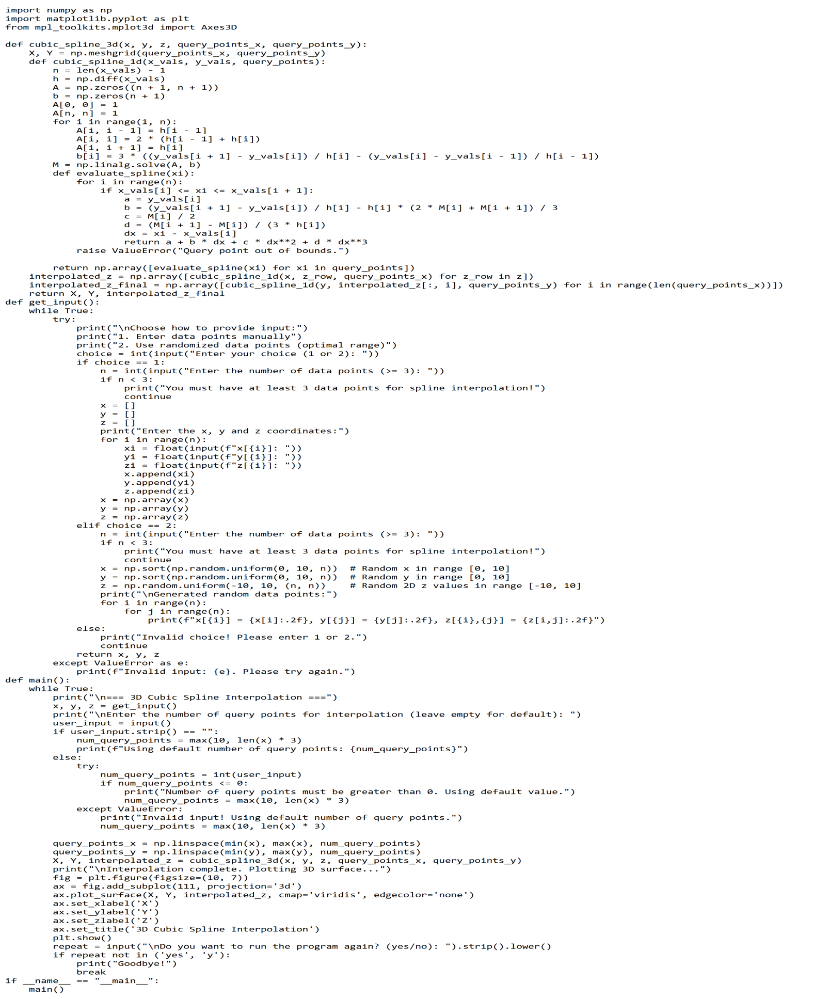 import numpy as np
import matplotlib.pyplot as plt
from mpl_toolkits.mplot3d import Axes3D

def cubic_spline_3d(x, y, z, query_points_x, query_points_y):
    X, Y = np.meshgrid(query_points_x, query_points_y)
    def cubic_spline_1d(x_vals, y_vals, query_points):
        n = len(x_vals) - 1
        h = np.diff(x_vals)
        A = np.zeros((n + 1, n + 1))
        b = np.zeros(n + 1)
        A[0, 0] = 1
        A[n, n] = 1
        for i in range(1, n):
            A[i, i - 1] = h[i - 1]
            A[i, i] = 2 * (h[i - 1] + h[i])
            A[i, i + 1] = h[i]
            b[i] = 3 * ((y_vals[i + 1] - y_vals[i]) / h[i] - (y_vals[i] - y_vals[i - 1]) / h[i - 1])
        M = np.linalg.solve(A, b)
        def evaluate_spline(xi):
            for i in range(n):
                if x_vals[i] <= xi <= x_vals[i + 1]:
                    a = y_vals[i]
                    b = (y_vals[i + 1] - y_vals[i]) / h[i] - h[i] * (2 * M[i] + M[i + 1]) / 3
                    c = M[i] / 2
                    d = (M[i + 1] - M[i]) / (3 * h[i])
                    dx = xi - x_vals[i]
                    return a + b * dx + c * dx**2 + d * dx**3
            raise ValueError("Query point out of bounds.")

        return np.array([evaluate_spline(xi) for xi in query_points])
    interpolated_z = np.array([cubic_spline_1d(x, z_row, query_points_x) for z_row in z])
    interpolated_z_final = np.array([cubic_spline_1d(y, interpolated_z[:, i], query_points_y) for i in range(len(query_points_x))])
    return X, Y, interpolated_z_final
def get_input():
    while True:
        try:
            print("\nChoose how to provide input:")
            print("1. Enter data points manually")
            print("2. Use randomized data points (optimal range)")
            choice = int(input("Enter your choice (1 or 2): "))
            if choice == 1:
                n = int(input("Enter the number of data points (>= 3): "))
                if n < 3:
                    print("You must have at least 3 data points for spline interpolation!")
                    continue
                x = []
                y = []
                z = []
                print("Enter the x, y and z coordinates:")
                for i in range(n):
                    xi = float(input(f"x[{i}]: "))
                    yi = float(input(f"y[{i}]: "))
                    zi = float(input(f"z[{i}]: "))
                    x.append(xi)
                    y.append(yi)
                    z.append(zi)
                x = np.array(x)
                y = np.array(y)
                z = np.array(z)
            elif choice == 2:
                n = int(input("Enter the number of data points (>= 3): "))
                if n < 3:
                    print("You must have at least 3 data points for spline interpolation!")
                    continue
                x = np.sort(np.random.uniform(0, 10, n))  # Random x in range [0, 10]
                y = np.sort(np.random.uniform(0, 10, n))  # Random y in range [0, 10]
                z = np.random.uniform(-10, 10, (n, n))    # Random 2D z values in range [-10, 10]
                print("\nGenerated random data points:")
                for i in range(n):
                    for j in range(n):
                        print(f"x[{i}] = {x[i]:.2f}, y[{j}] = {y[j]:.2f}, z[{i},{j}] = {z[i,j]:.2f}")
            else:
                print("Invalid choice! Please enter 1 or 2.")
                continue
            return x, y, z
        except ValueError as e:
            print(f"Invalid input: {e}. Please try again.")
def main():
    while True:
        print("\n=== 3D Cubic Spline Interpolation ===")
        x, y, z = get_input()
        print("\nEnter the number of query points for interpolation (leave empty for default): ")
        user_input = input()
        if user_input.strip() == "":
            num_query_points = max(10, len(x) * 3)
            print(f"Using default number of query points: {num_query_points}")
        else:
            try:
                num_query_points = int(user_input)
                if num_query_points <= 0:
                    print("Number of query points must be greater than 0. Using default value.")
                    num_query_points = max(10, len(x) * 3)
            except ValueError:
                print("Invalid input! Using default number of query points.")
                num_query_points = max(10, len(x) * 3)

        query_points_x = np.linspace(min(x), max(x), num_query_points)
        query_points_y = np.linspace(min(y), max(y), num_query_points)
        X, Y, interpolated_z = cubic_spline_3d(x, y, z, query_points_x, query_points_y)
        print("\nInterpolation complete. Plotting 3D surface...")
        fig = plt.figure(figsize=(10, 7))
        ax = fig.add_subplot(111, projection='3d')
        ax.plot_surface(X, Y, interpolated_z, cmap='viridis', edgecolor='none')
        ax.set_xlabel('X')
        ax.set_ylabel('Y')
        ax.set_zlabel('Z')
        ax.set_title('3D Cubic Spline Interpolation')
        plt.show()
        repeat = input("\nDo you want to run the program again? (yes/no): ").strip().lower()
        if repeat not in ('yes', 'y'):
            print("Goodbye!")
            break
if __name__ == "__main__":
    main()